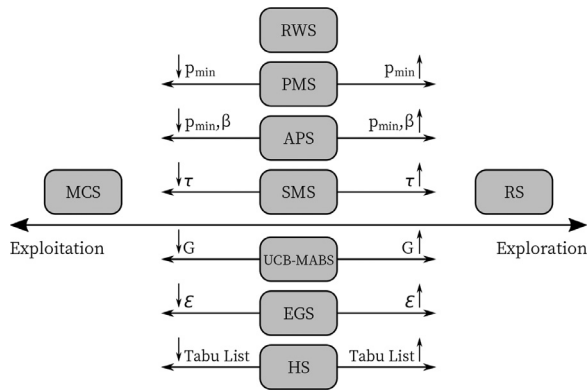 RWS
↓ p_min PMS p_min ↑
↓ p_min,β APS p_min,β ↑
MCS ↓ τ SMS τ ↑ RS
Exploitation Exploration
↓ G UCB-MABS G ↑
↓ ε EGS ε ↑
↓ Tabu List HS Tabu List ↑